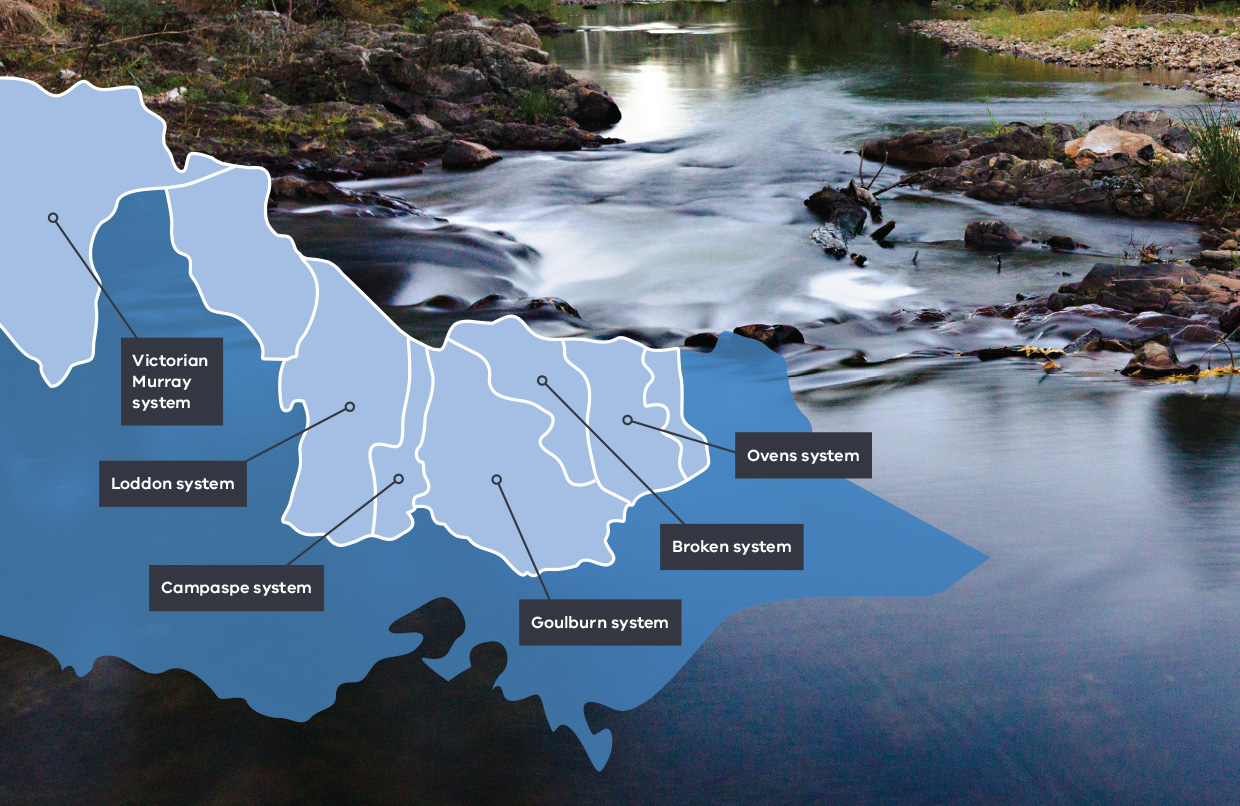 Victorian
Murray
system
Loddon system
Ovens system
Broken system
Campaspe system
Goulburn system